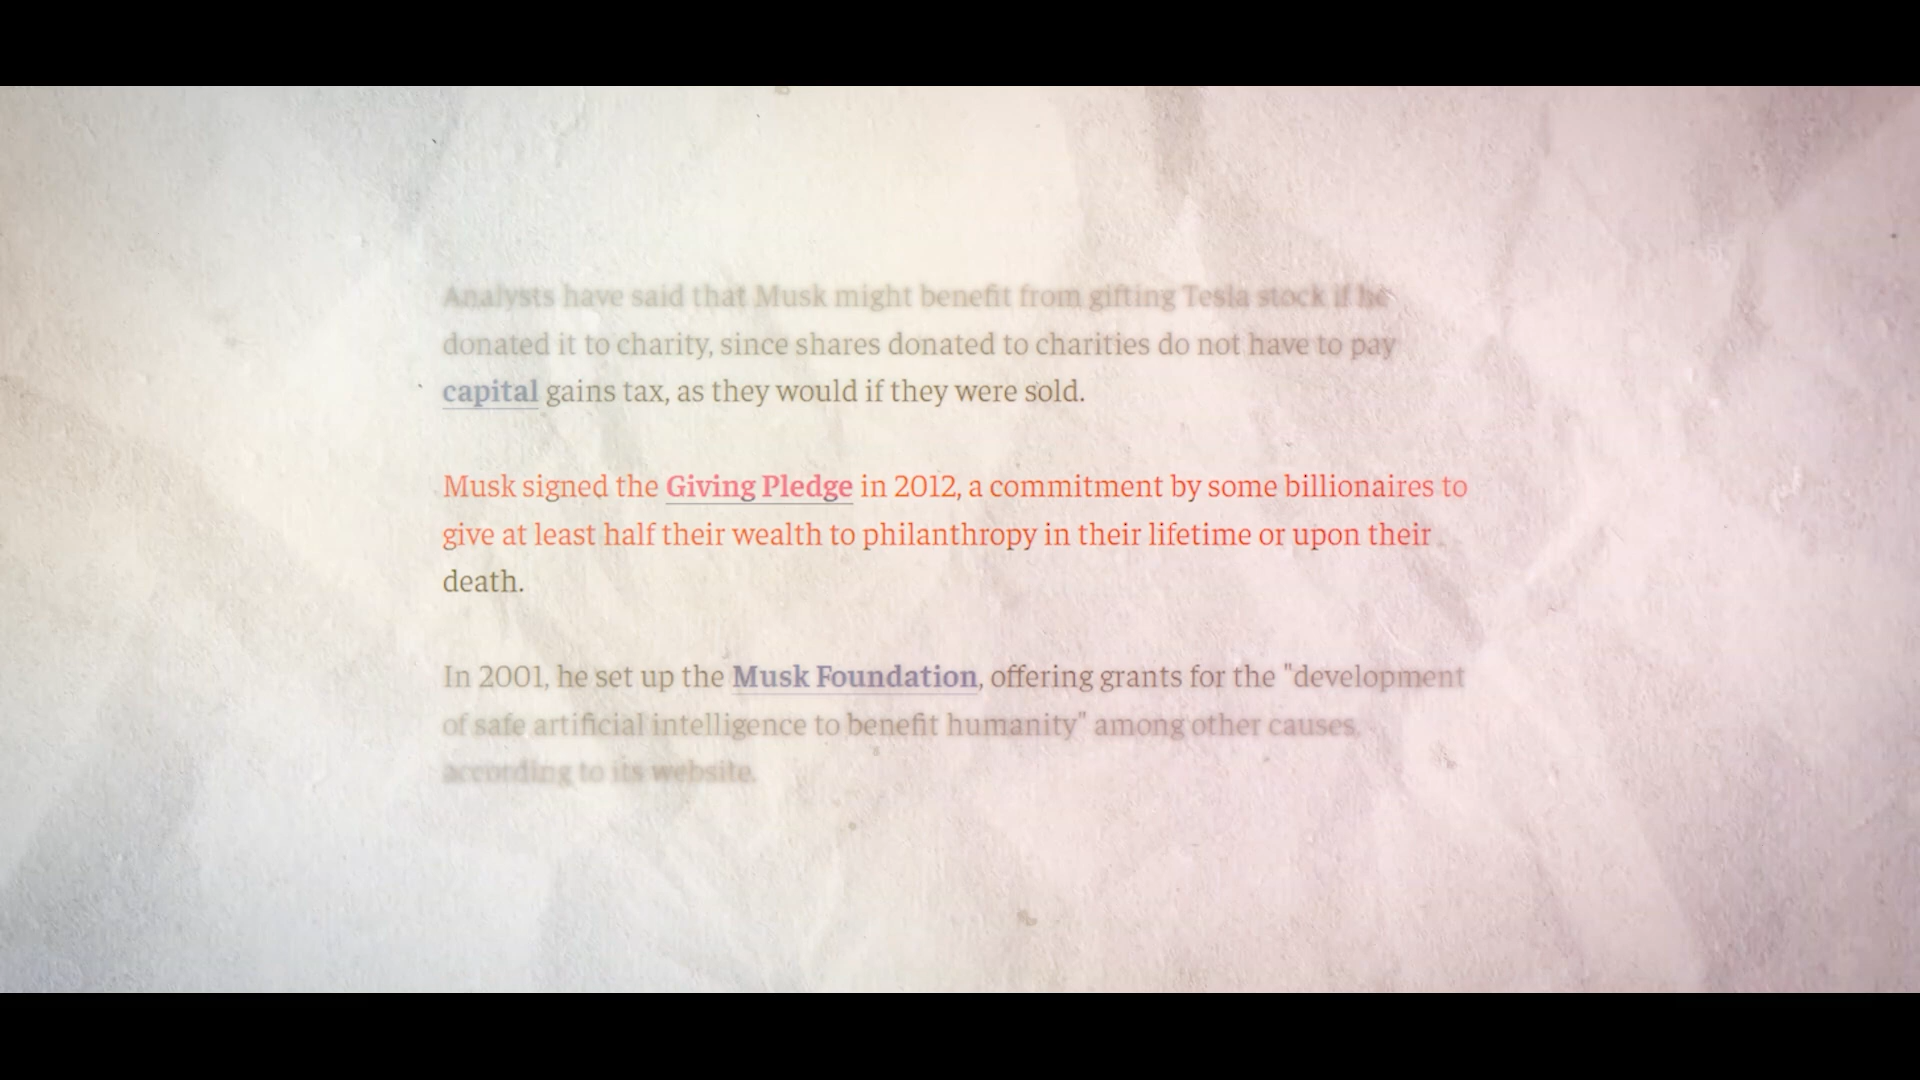 Analysts have said that Musk might benefit from gifting Tesla stock if he
donated it to charity, since shares donated to charities do not have to pay
capital gains tax, as they would if they were sold.
Musk signed the Giving Pledge in 2012, a commitment by some billionaires to
give at least half their wealth to philanthropy in their lifetime or upon their
death.
In 2001, he set up the Musk Foundation, offering grants for the "development
of safe artificial intelligence to benefit humanity" among other causes,
according to its website.